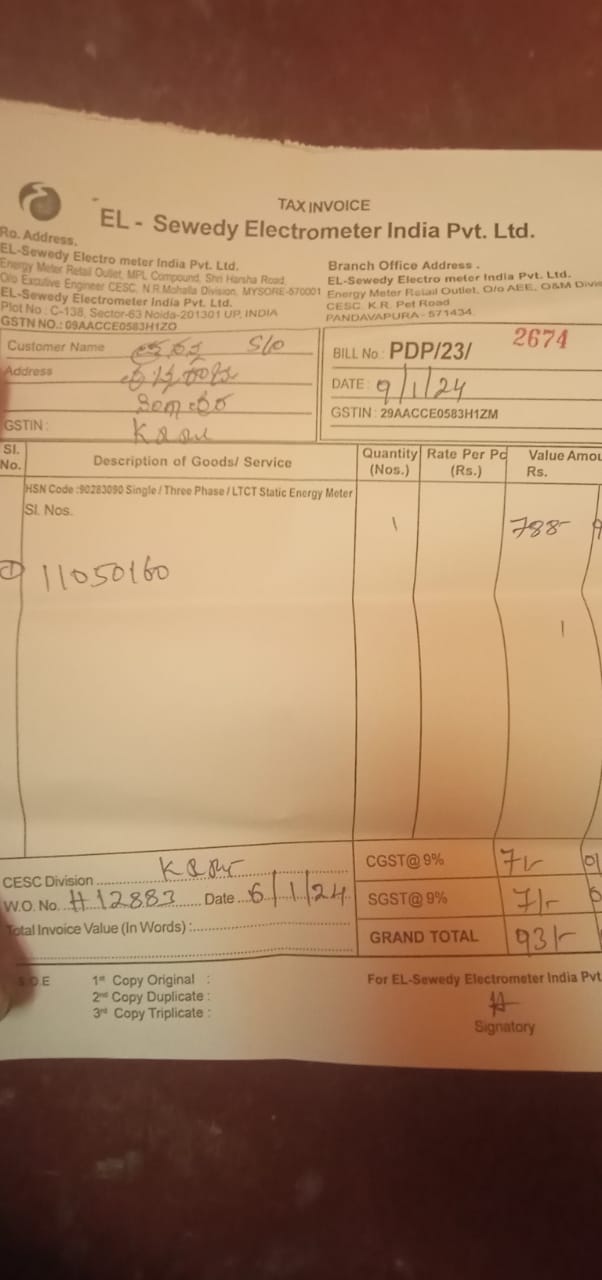 TAX INVOICE
EL - Sewedy Electrometer India Pvt. Ltd.
Ro. Address,
EL-Sewedy Electro meter India Pvt. Ltd.
Energy Meter Retail Outlet, MPL Compound, Shri Harsha Road,
O/o Excutive Engineer CESC, N.R.Mohalla Division, MYSORE-570001
EL-Sewedy Electrometer India Pvt. Ltd.
Plot No : C-138, Sector-63 Noida-201301 UP, INDIA
GSTN NO.: 09AACCE0583H1ZO
Branch Office Address .
EL-Sewedy Electro meter India Pvt. Ltd.
Energy Meter Retail Outlet, O/o AEE, O&M Divis
CESC. K.R. Pet Road
PANDAVAPURA - 571434.
Customer Name S/o
Address
GSTIN :
BILL No : PDP/23/ 2674
DATE : 9/1/24
GSTIN : 29AACCE0583H1ZM
Sl. No. Description of Goods/ Service Quantity (Nos.) Rate Per Pc (Rs.) Value Amou Rs.
HSN Code :90283090 Single / Three Phase / LTCT Static Energy Meter
Sl. Nos. 1 788-
① 11050160
CESC Division
W.O. No. #12883 Date 6/1/24
Total Invoice Value (In Words) :
CGST@ 9% 71-
SGST@ 9% 71-
GRAND TOTAL 931-
1st Copy Original :
2nd Copy Duplicate :
3rd Copy Triplicate :
For EL-Sewedy Electrometer India Pvt
Signatory